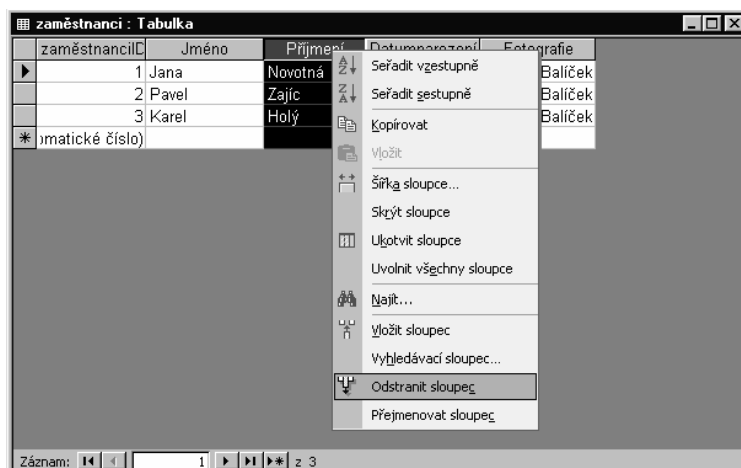 zaměstnanci : Tabulka
zaměstnanciID Jméno Příjmení Datumnarození Fotografie
1 Jana Novotná Balíček
2 Pavel Zajíc Balíček
3 Karel Holý Balíček
omatické číslo)
Seřadit vzestupně
Seřadit sestupně
Kopírovat
Vložit
Šířka sloupce...
Skrýt sloupce
Ukotvit sloupce
Uvolnit všechny sloupce
Najít...
Vložit sloupec
Vyhledávací sloupec...
Odstranit sloupec
Přejmenovat sloupec
Záznam: 1 z 3